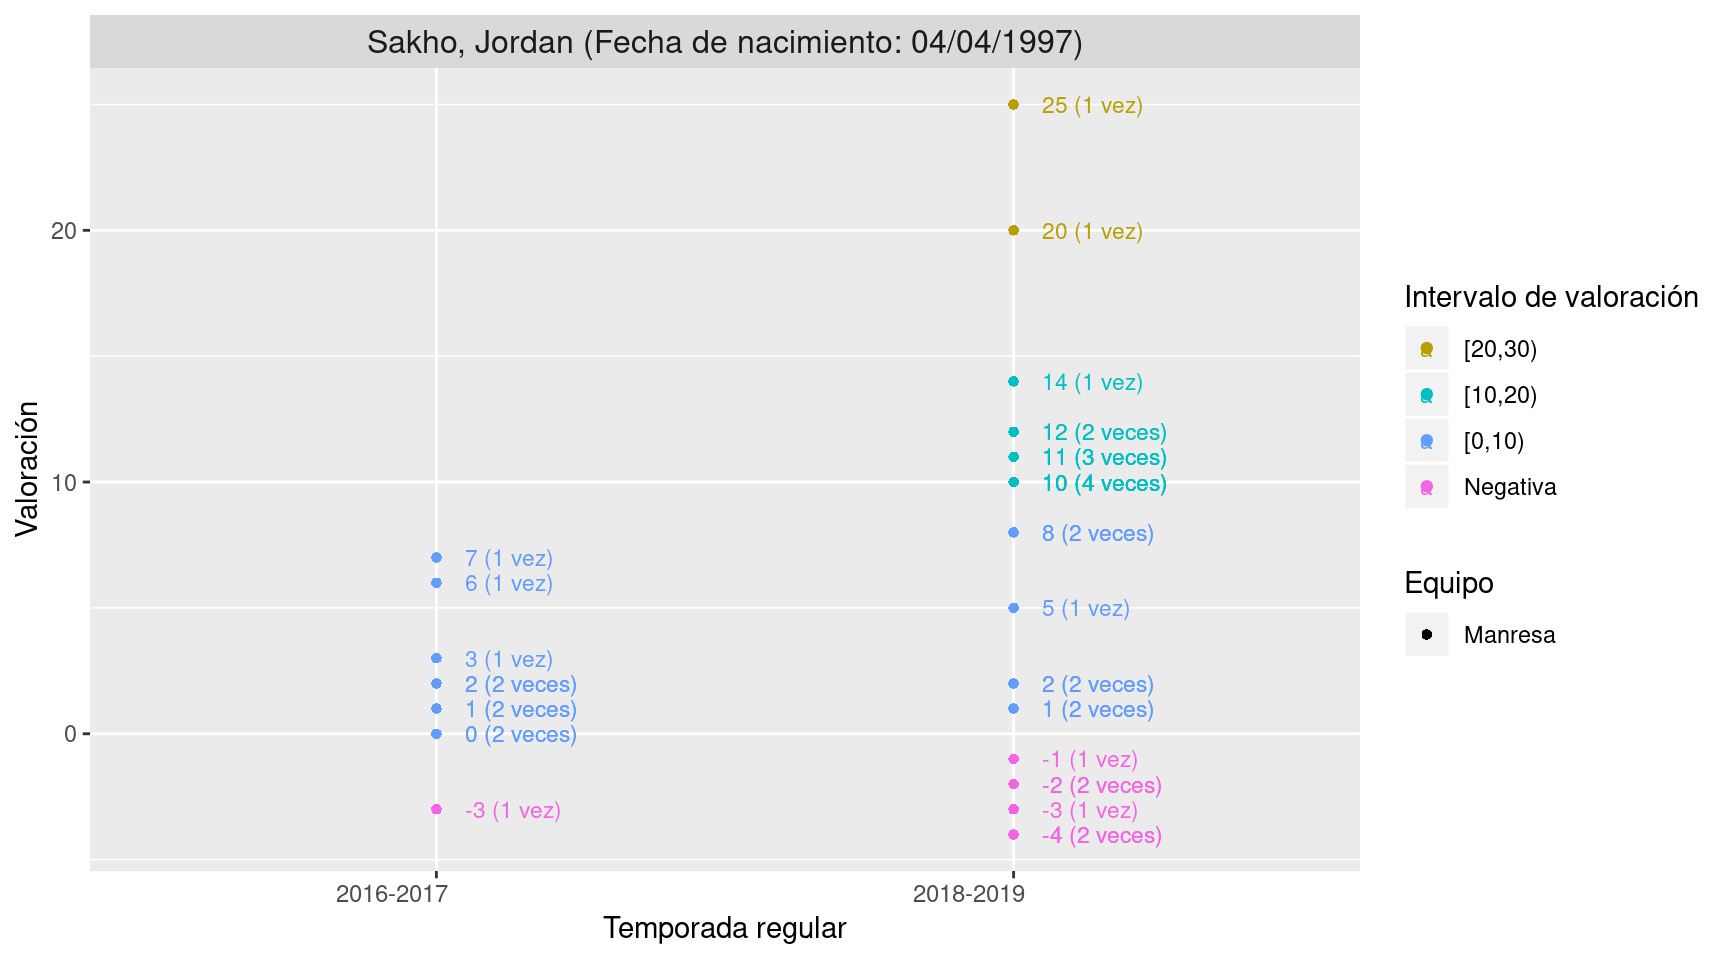 Sakho, Jordan (Fecha de nacimiento: 04/04/1997)
Valoración
20
10
0
7 (1 vez)
6 (1 vez)
3 (1 vez)
2 (2 veces)
1 (2 veces)
0 (2 veces)
-3 (1 vez)
25 (1 vez)
20 (1 vez)
14 (1 vez)
12 (2 veces)
11 (3 veces)
10 (4 veces)
8 (2 veces)
5 (1 vez)
2 (2 veces)
1 (2 veces)
-1 (1 vez)
-2 (2 veces)
-3 (1 vez)
-4 (2 veces)
2016-2017
2018-2019
Temporada regular
Intervalo de valoración
[20,30)
[10,20)
[0,10)
Negativa
Equipo
Manresa